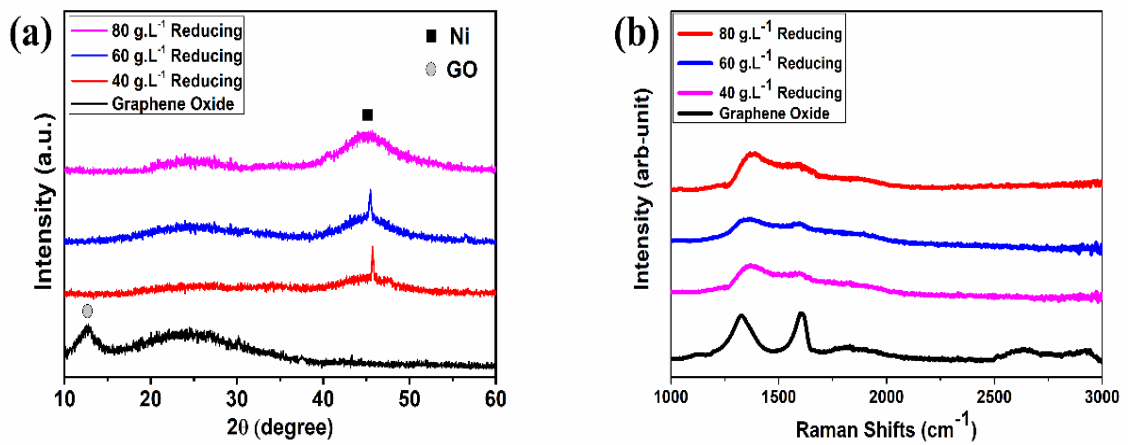 (a)
80 g.L⁻¹ Reducing
60 g.L⁻¹ Reducing
40 g.L⁻¹ Reducing
Graphene Oxide
Ni
GO
Intensity (a.u.)
10 20 30 40 50 60
2θ (degree)
(b)
80 g.L⁻¹ Reducing
60 g.L⁻¹ Reducing
40 g.L⁻¹ Reducing
Graphene Oxide
Intensity (arb-unit)
1000 1500 2000 2500 3000
Raman Shifts (cm⁻¹)